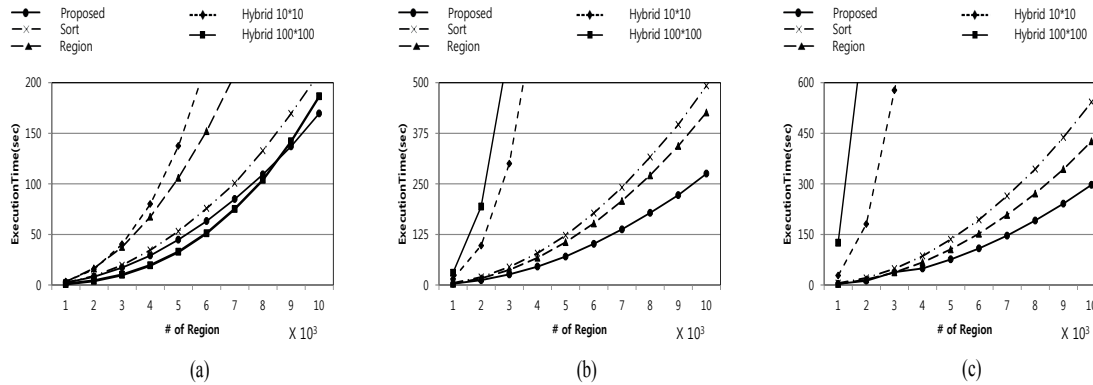 Proposed
Sort
Region
Hybrid 10*10
Hybrid 100*100
ExecutionTime(sec)
200
150
100
50
0
1 2 3 4 5 6 7 8 9 10
# of Region
X 10³
(a)
Proposed
Sort
Region
Hybrid 10*10
Hybrid 100*100
ExecutionTime(sec)
500
375
250
125
0
1 2 3 4 5 6 7 8 9 10
# of Region
X 10³
(b)
Proposed
Sort
Region
Hybrid 10*10
Hybrid 100*100
ExecutionTime(sec)
600
450
300
150
0
1 2 3 4 5 6 7 8 9 10
# of Region
X 10³
(c)